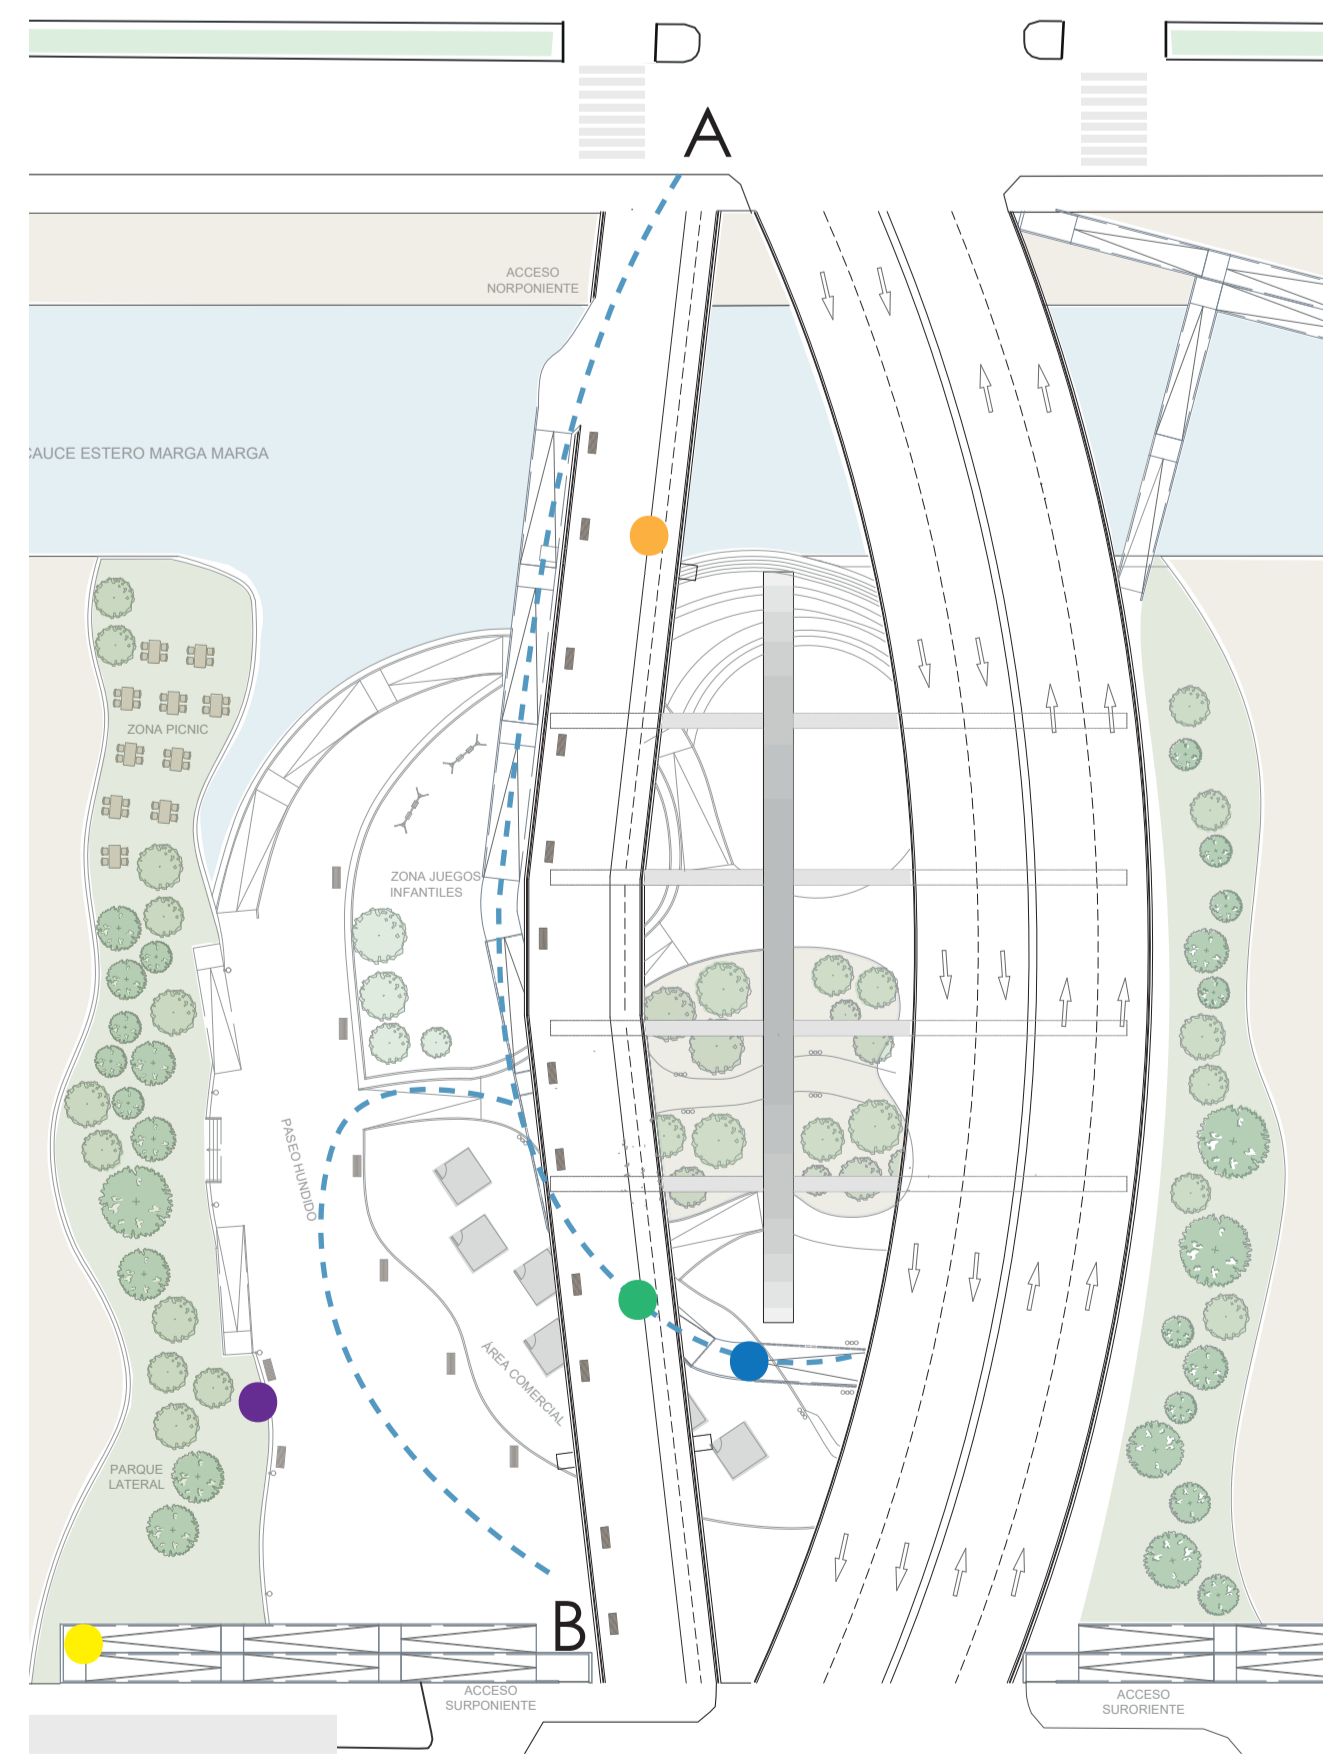 A
ACCESO
NORPONIENTE
CAUCE ESTERO MARGA MARGA
ZONA PICNIC
ZONA JUEGOS
INFANTILES
PASEO HUNDIDO
ÁREA COMERCIAL
PARQUE
LATERAL
B
ACCESO
SURPONIENTE
ACCESO
SURORIENTE